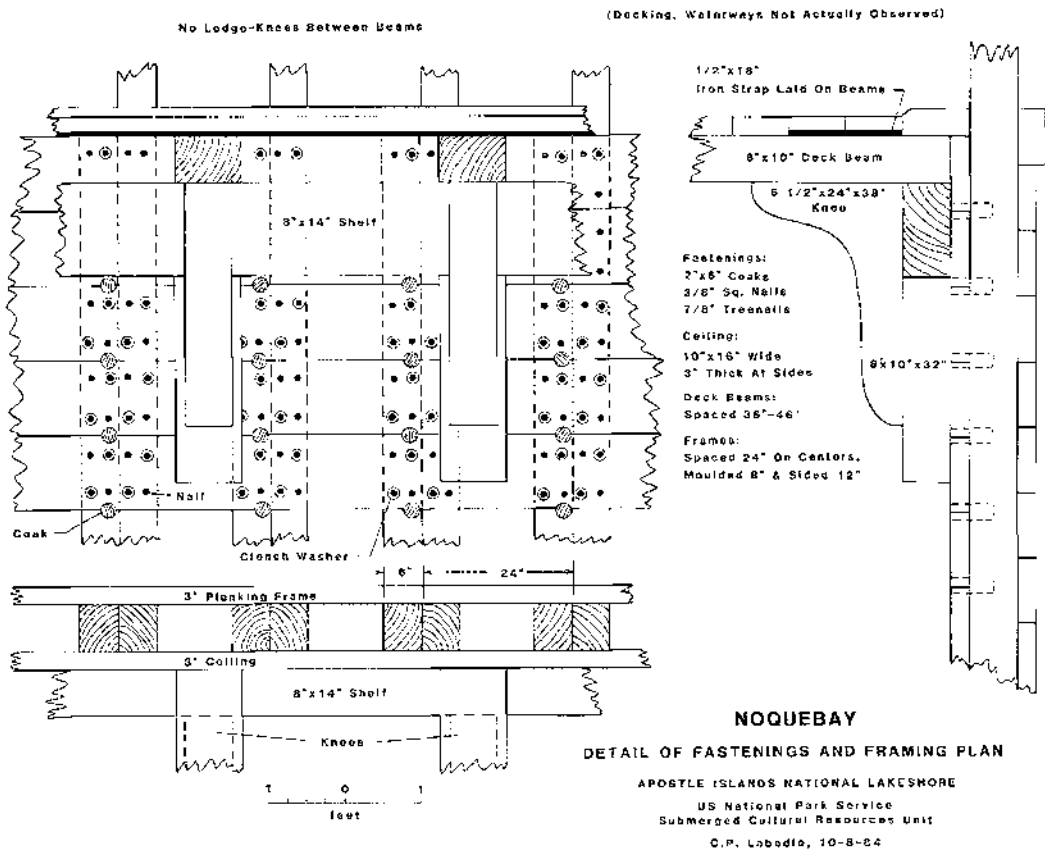 No Lodge-Knees Between Beams
(Decking, Waterways Not Actually Observed)
1/2"x18"
Iron Strap Laid On Beams
8"x10" Deck Beam
6 1/2"x24"x38"
Knee
8"x14" Shelf
Fastenings:
2"x6" Coaks
3/8" Sq. Nails
7/8" Treenails
Ceiling:
10"x16" Wide
3" Thick At Sides
8x10"x32"
Deck Beams:
Spaced 36"-46"
Frames:
Spaced 24" On Centers,
Moulded 8" & Sided 12"
Nail
Coak
Clench Washer
6"
24"
3" Planking Frame
3" Ceiling
8"x14" Shelf
Knees
1 0 1
feet
NOQUEBAY
DETAIL OF FASTENINGS AND FRAMING PLAN
APOSTLE ISLANDS NATIONAL LAKESHORE
US National Park Service
Submerged Cultural Resources Unit
C.P. Labadie, 10-8-84